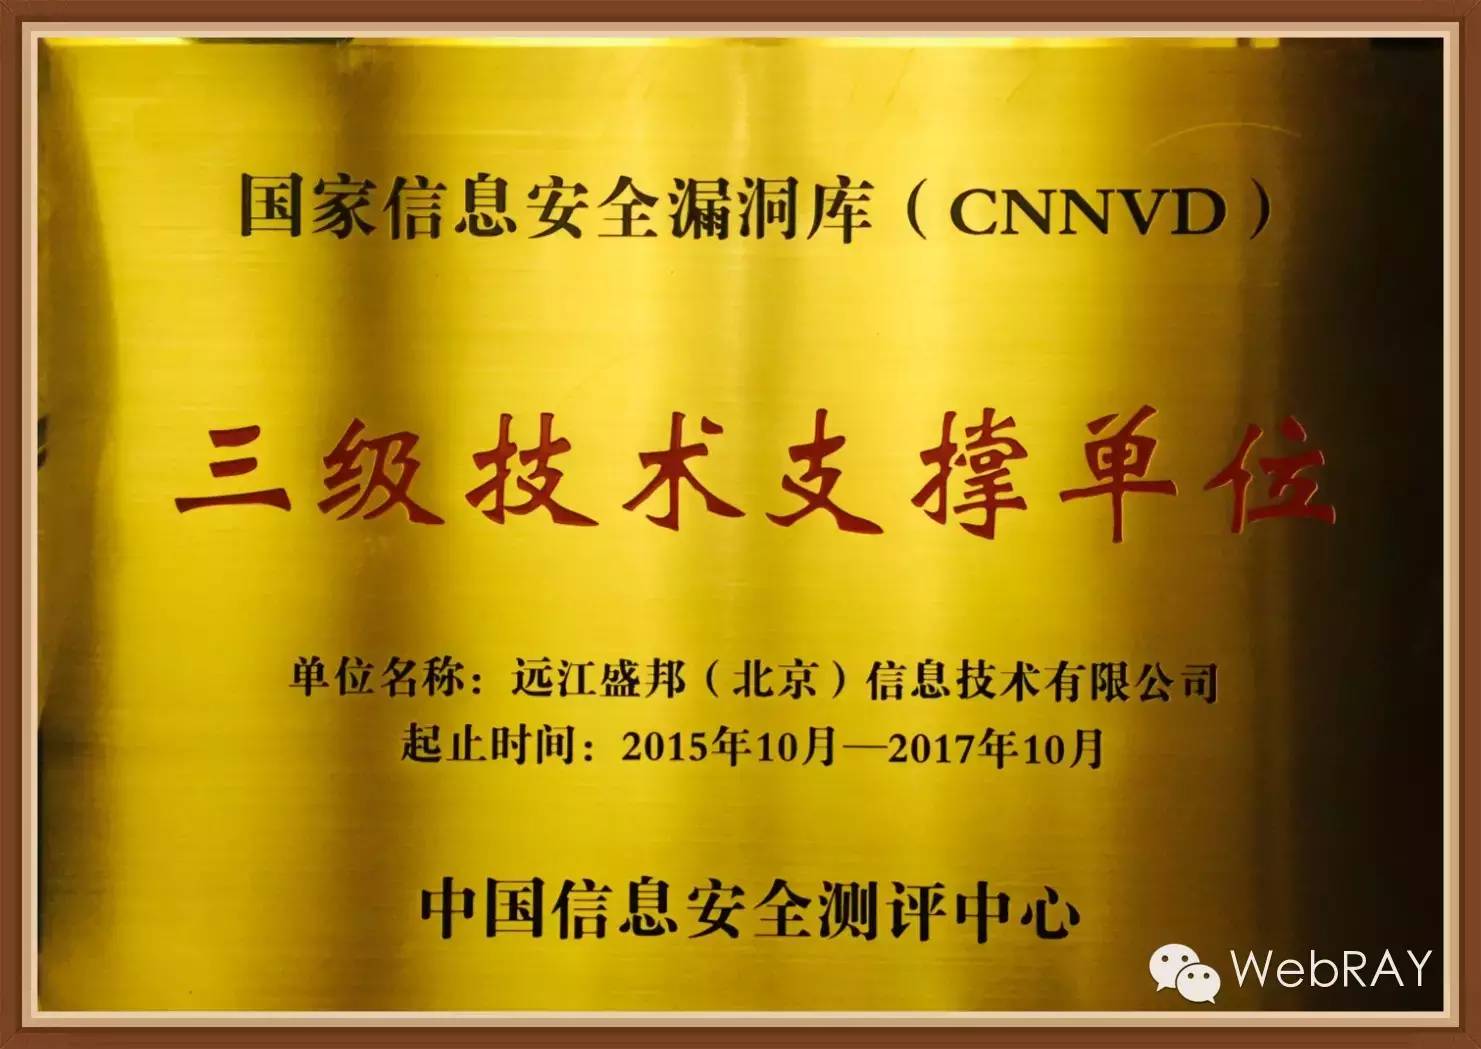 国家信息安全漏洞库（CNNVD）
三级技术支撑单位
单位名称：远江盛邦（北京）信息技术有限公司
起止时间：2015年10月—2017年10月
中国信息安全测评中心
WebRAY